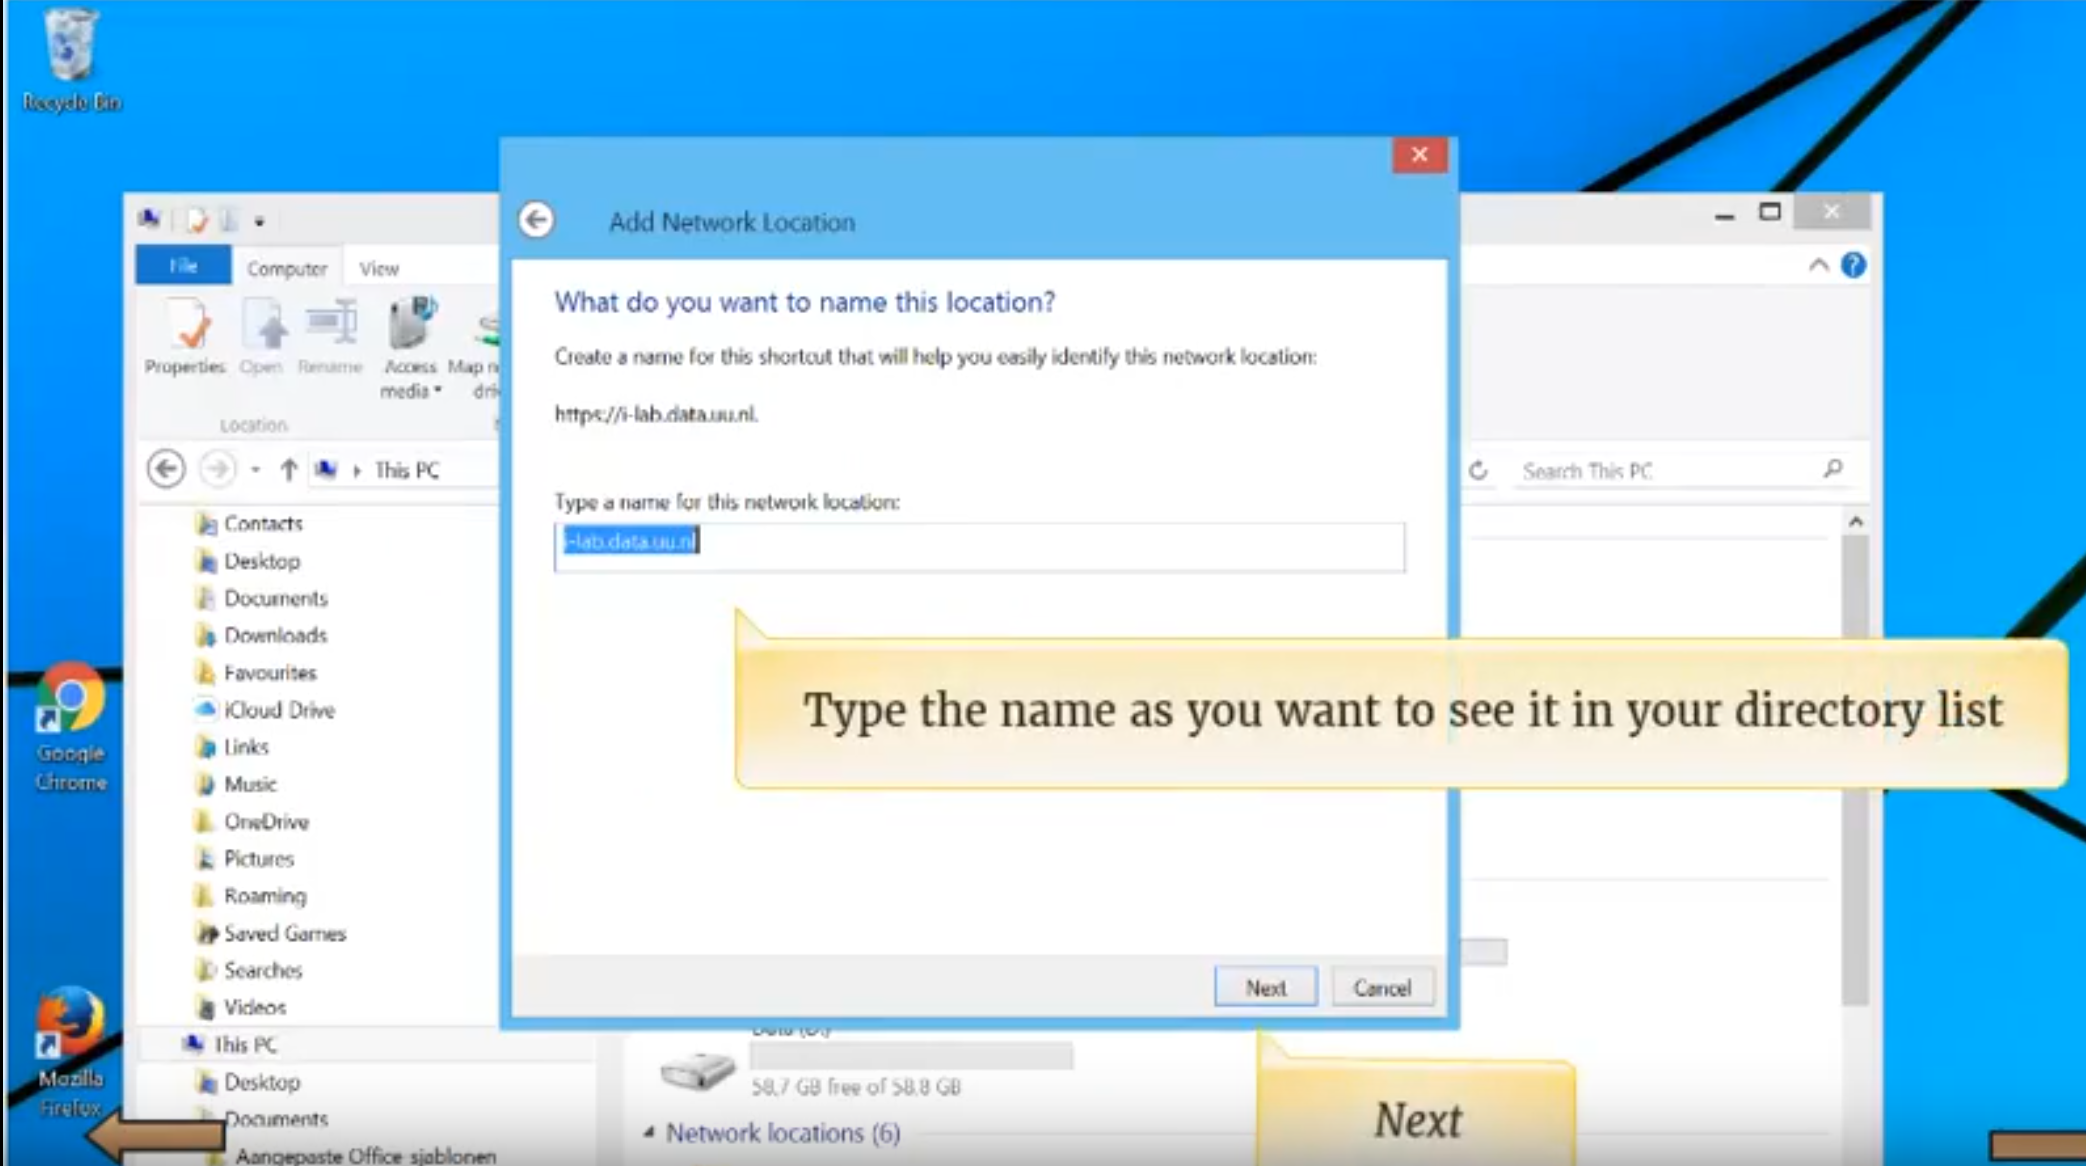 Recycle Bin
Add Network Location
File
Computer
View
What do you want to name this location?
Properties
Open
Rename
Access media
Map
Create a name for this shortcut that will help you easily identify this network location:
Location
https://i-lab.data.uu.nl.
This PC
Search This PC
Type a name for this network location:
i-lab.data.uu.nl
Contacts
Desktop
Documents
Downloads
Favourites
iCloud Drive
Links
Music
OneDrive
Pictures
Roaming
Saved Games
Searches
Videos
This PC
Desktop
Documents
Aangepaste Office sjablonen
Type the name as you want to see it in your directory list
Google
Chrome
Mozilla
Firefox
Next
Cancel
Data (D:)
58,7 GB free of 58,8 GB
Network locations (6)
Next